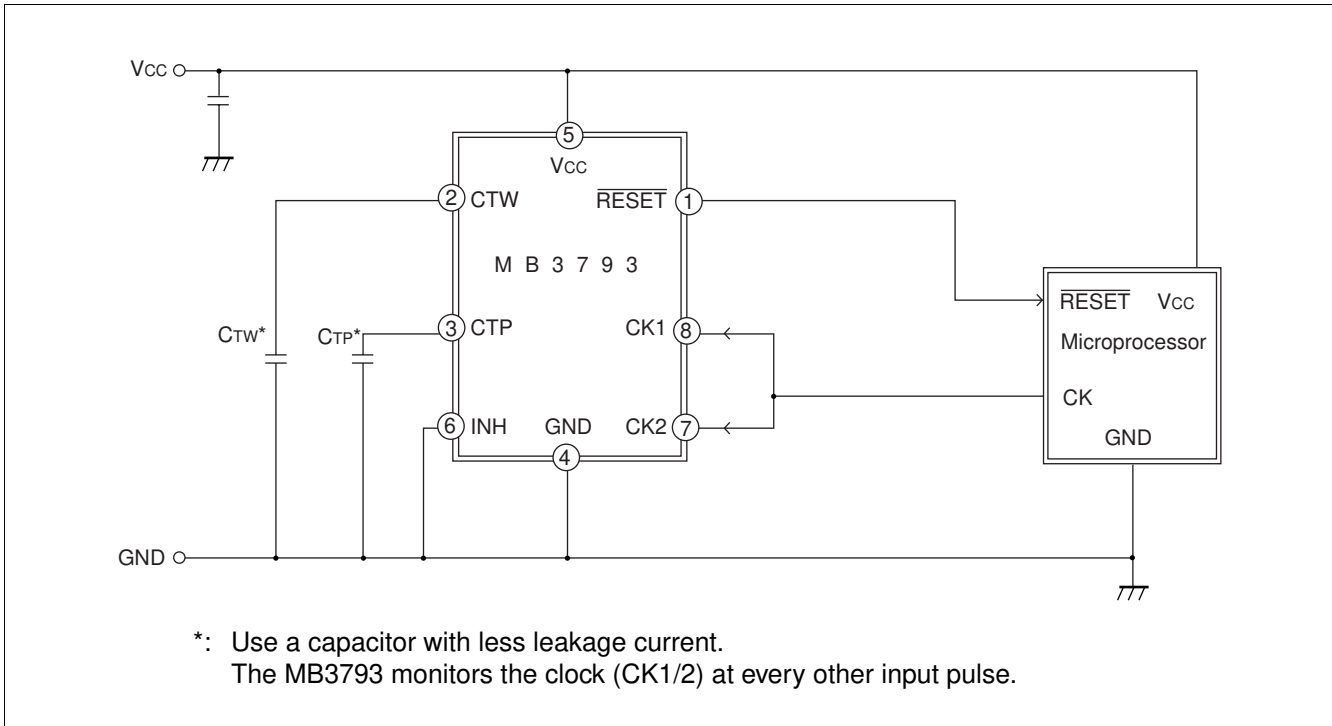 VCC
5
VCC
2 CTW
RESET 1
M B 3 7 9 3
RESET VCC
CTW*
CTP*
3 CTP
CK1 8
Microprocessor
CK
6 INH
GND
CK2 7
GND
4
GND
*: Use a capacitor with less leakage current.
The MB3793 monitors the clock (CK1/2) at every other input pulse.